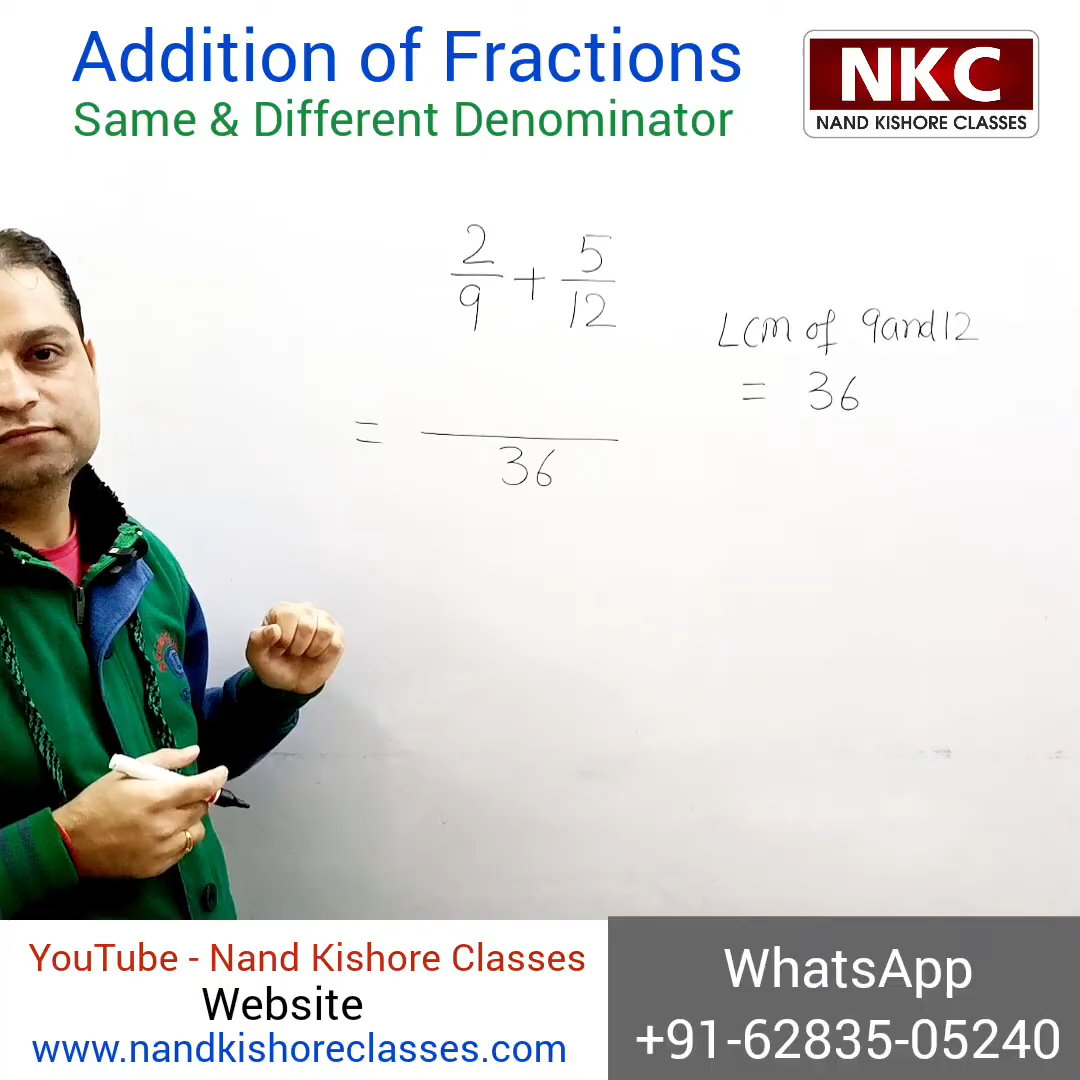 Addition of Fractions
Same & Different Denominator
NKC
NAND KISHORE CLASSES
2/9 + 5/12
LCM of 9 and 12
= 36
= __/36
YouTube - Nand Kishore Classes
Website
www.nandkishoreclasses.com
WhatsApp
+91-62835-05240